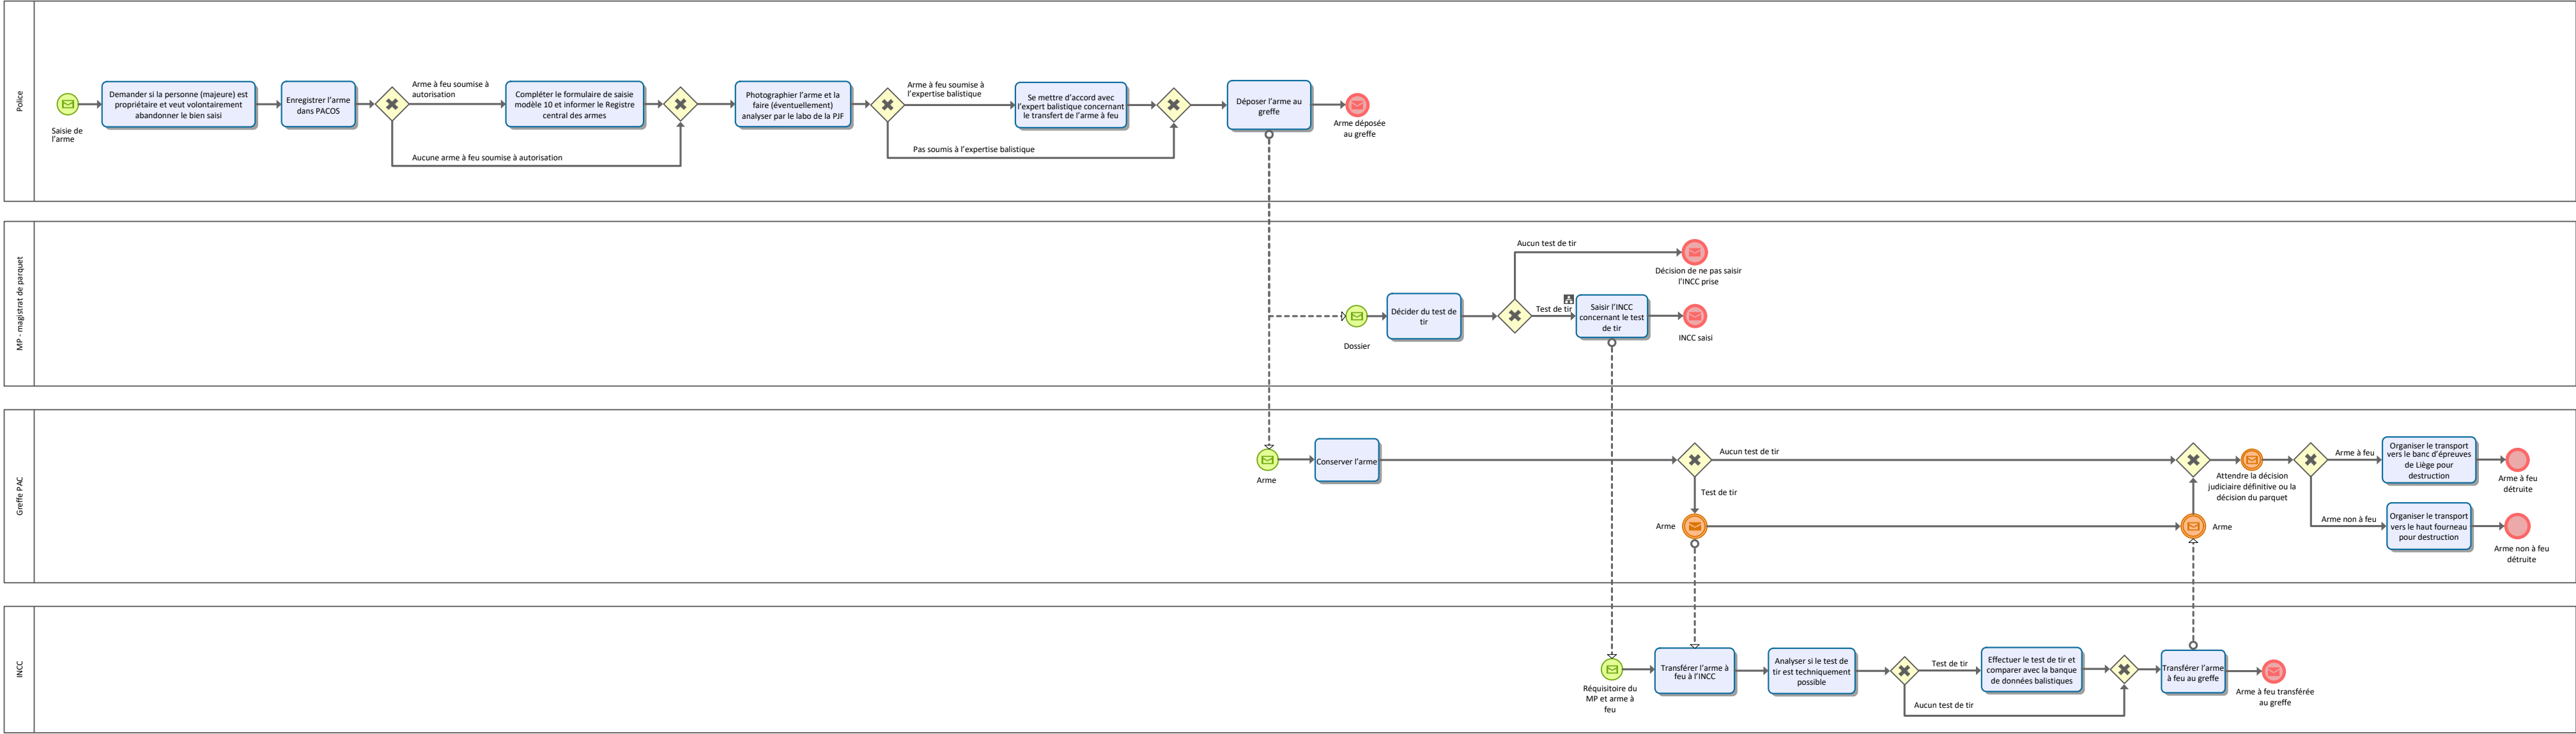 Police
Saisie de
l'arme
Demander si la personne (majeure) est
propriétaire et veut volontairement
abandonner le bien saisi
Enregistrer l'arme
dans PACOS
Arme à feu soumise à
autorisation
Aucune arme à feu soumise à autorisation
Compléter le formulaire de saisie
modèle 10 et informer le Registre
central des armes
Photographier l'arme et la
faire (éventuellement)
analyser par le labo de la PJF
Arme à feu soumise à
l'expertise balistique
Pas soumis à l'expertise balistique
Se mettre d'accord avec
l'expert balistique concernant
le transfert de l'arme à feu
Déposer l'arme au
greffe
Arme déposée
au greffe
MP - magistrat de parquet
Dossier
Décider du test de
tir
Aucun test de tir
Décision de ne pas saisir
l'INCC prise
Test de tir
Saisir l'INCC
concernant le test
de tir
INCC saisi
Greffe PAC
Arme
Conserver l'arme
Aucun test de tir
Test de tir
Arme
Arme
Attendre la décision
judiciaire définitive ou la
décision du parquet
Arme à feu
Organiser le transport
vers le banc d'épreuves
de Liège pour
destruction
Arme à feu
détruite
Arme non à feu
Organiser le transport
vers le haut fourneau
pour destruction
Arme non à feu
détruite
INCC
Réquisitoire du
MP et arme à
feu
Transférer l'arme à
feu à l'INCC
Analyser si le test de
tir est techniquement
possible
Test de tir
Aucun test de tir
Effectuer le test de tir et
comparer avec la banque
de données balistiques
Transférer l'arme
à feu au greffe
Arme à feu transférée
au greffe